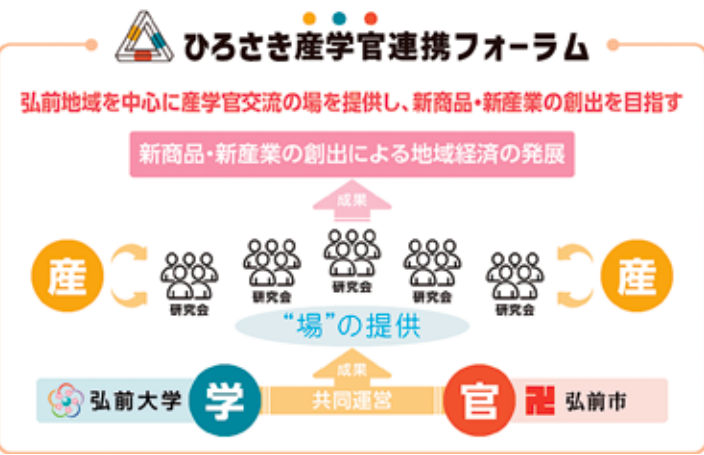 ひろさき産学官連携フォーラム
弘前地域を中心に産学官交流の場を提供し、新商品・新産業の創出を目指す
新商品・新産業の創出による地域経済の発展
成果
産
研究会
研究会
研究会
研究会
研究会
産
“場”の提供
成果
弘前大学
学
共同運営
官
卍
弘前市